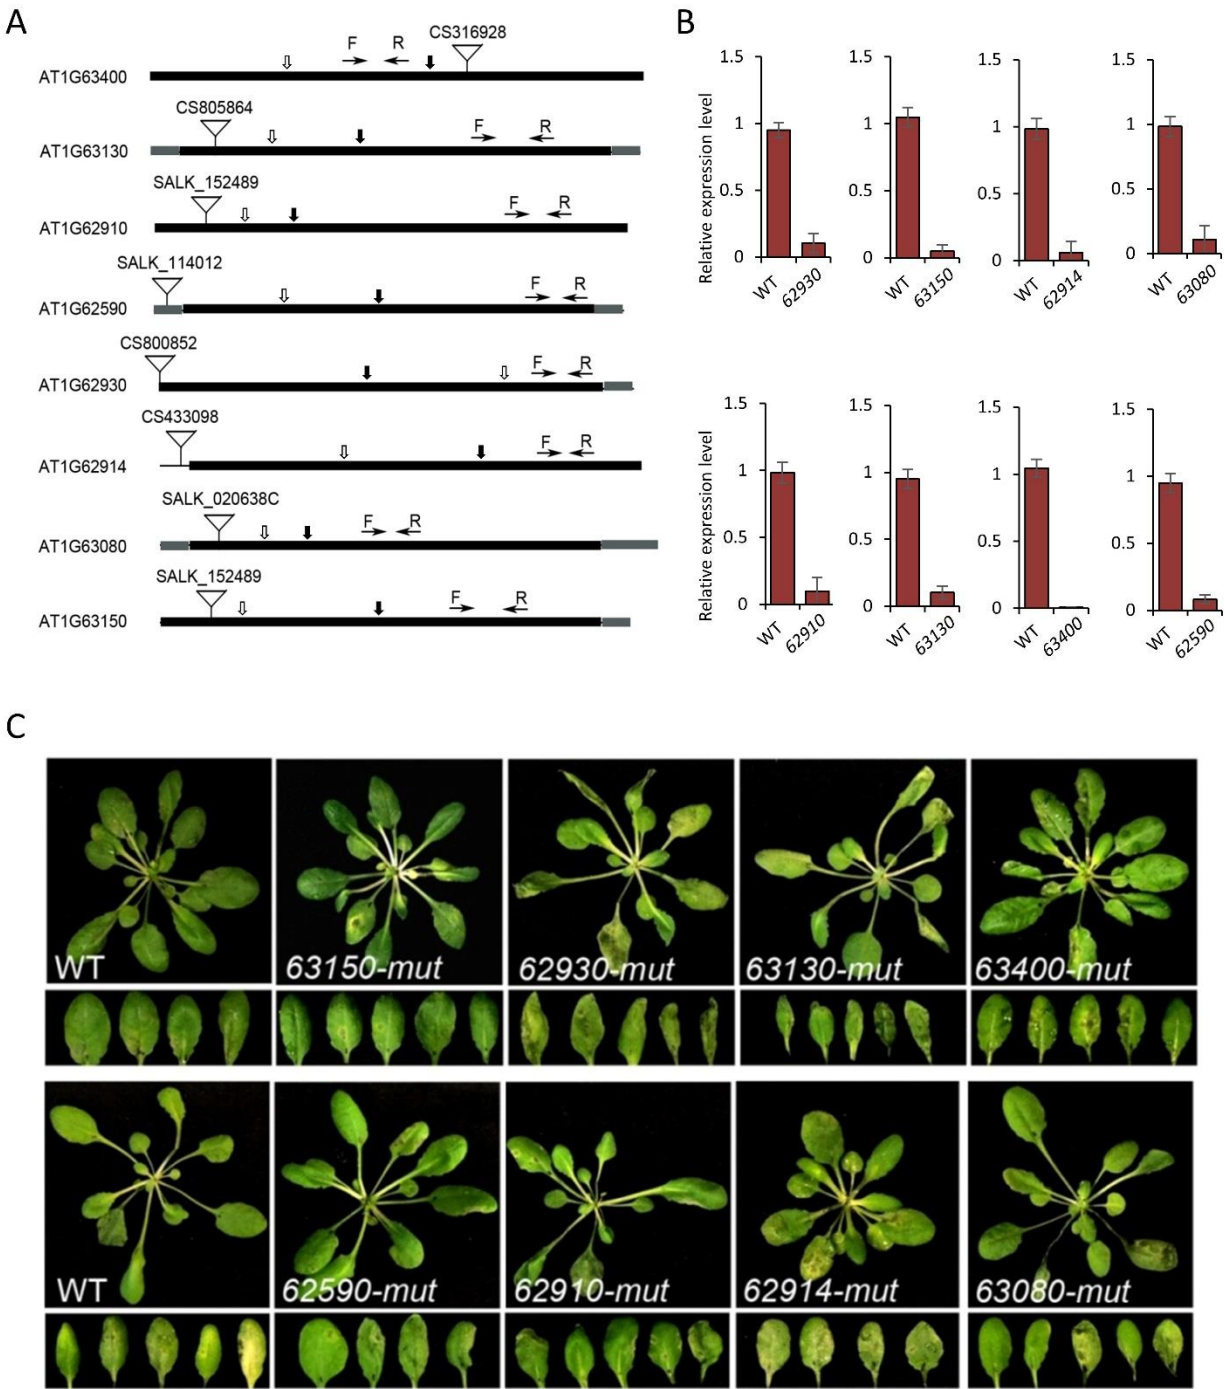 A
CS316928
F R
AT1G63400
CS805864
F R
AT1G63130
SALK_152489
F R
AT1G62910
SALK_114012
F R
AT1G62590
CS800852
F R
AT1G62930
CS433098
F R
AT1G62914
SALK_020638C
F R
AT1G63080
SALK_152489
F R
AT1G63150
B
Relative expression level
1.5 1.5 1.5 1.5
1 1 1 1
0.5 0.5 0.5 0.5
0 0 0 0
WT 62930 WT 63150 WT 62914 WT 63080
Relative expression level
1.5 1.5 1.5 1.5
1 1 1 1
0.5 0.5 0.5 0.5
0 0 0 0
WT 62910 WT 63130 WT 63400 WT 62590
C
WT 63150-mut 62930-mut 63130-mut 63400-mut
WT 62590-mut 62910-mut 62914-mut 63080-mut